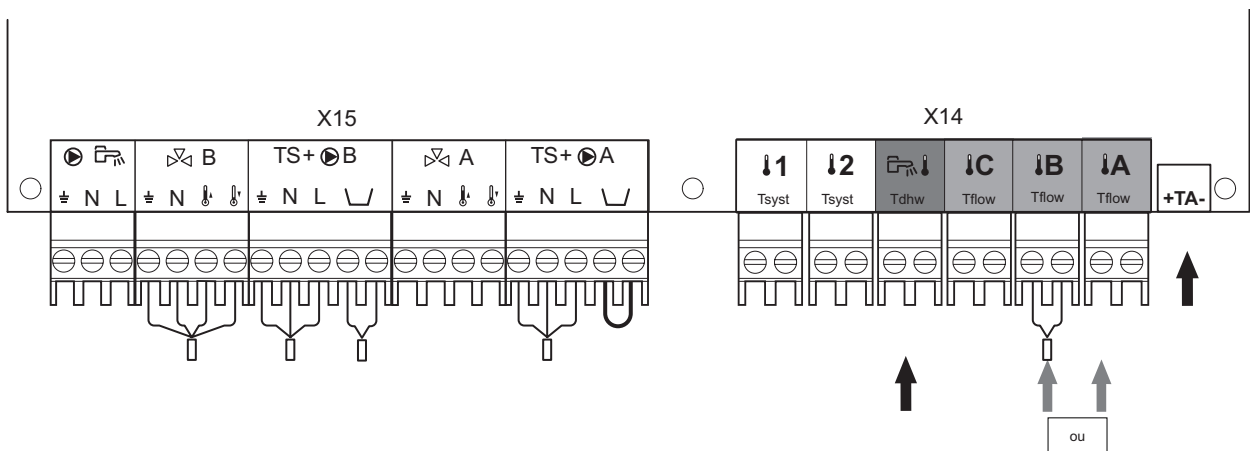 X15
X14
B TS+ B A TS+ A
N L N N L N N L
1 2 C B A
Tsyst Tsyst Tdhw Tflow Tflow Tflow
+TA-
ou